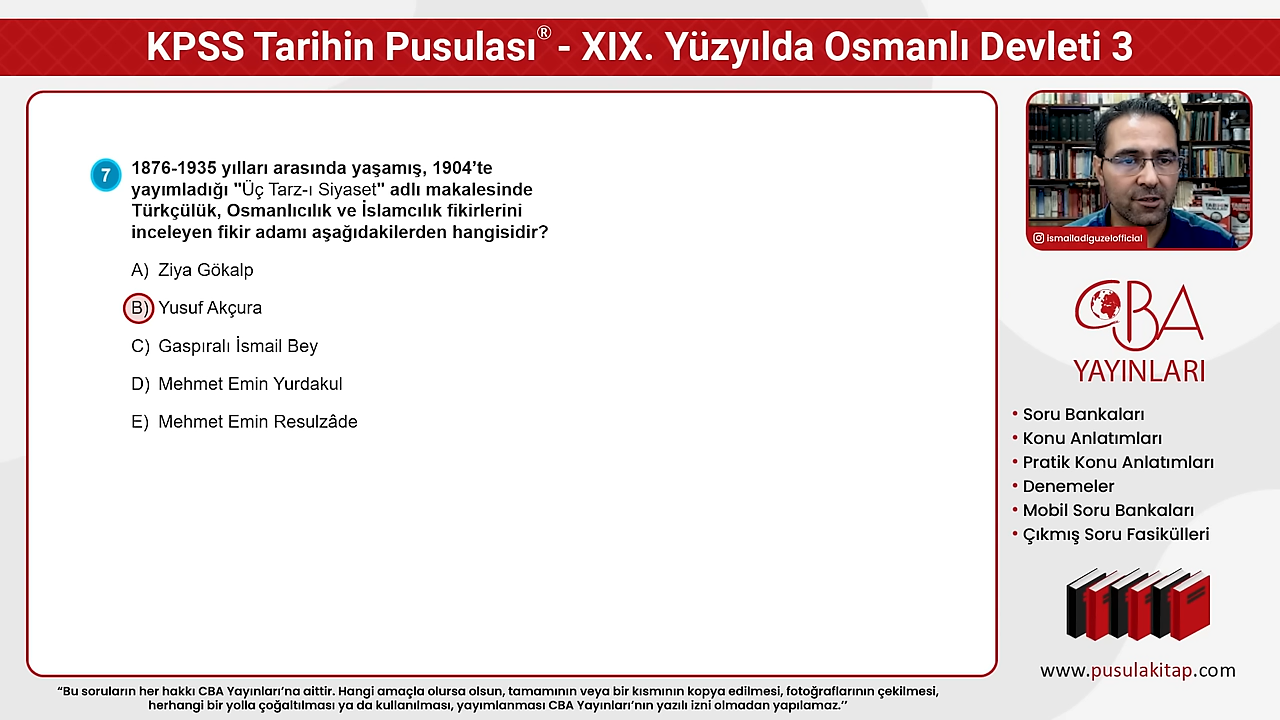 KPSS Tarihin Pusulası® - XIX. Yüzyılda Osmanlı Devleti 3
7
1876-1935 yılları arasında yaşamış, 1904'te
yayımladığı "Üç Tarz-ı Siyaset" adlı makalesinde
Türkçülük, Osmanlıcılık ve İslamcılık fikirlerini
inceleyen fikir adamı aşağıdakilerden hangisidir?
A) Ziya Gökalp
B) Yusuf Akçura
C) Gaspıralı İsmail Bey
D) Mehmet Emin Yurdakul
E) Mehmet Emin Resulzâde
ismailadiguzelofficial
CBA
YAYINLARI
• Soru Bankaları
• Konu Anlatımları
• Pratik Konu Anlatımları
• Denemeler
• Mobil Soru Bankaları
• Çıkmış Soru Fasikülleri
www.pusulakitap.com
“Bu soruların her hakkı CBA Yayınları’na aittir. Hangi amaçla olursa olsun, tamamının veya bir kısmının kopya edilmesi, fotoğraflarının çekilmesi,
herhangi bir yolla çoğaltılması ya da kullanılması, yayımlanması CBA Yayınları’nın yazılı izni olmadan yapılamaz.’’